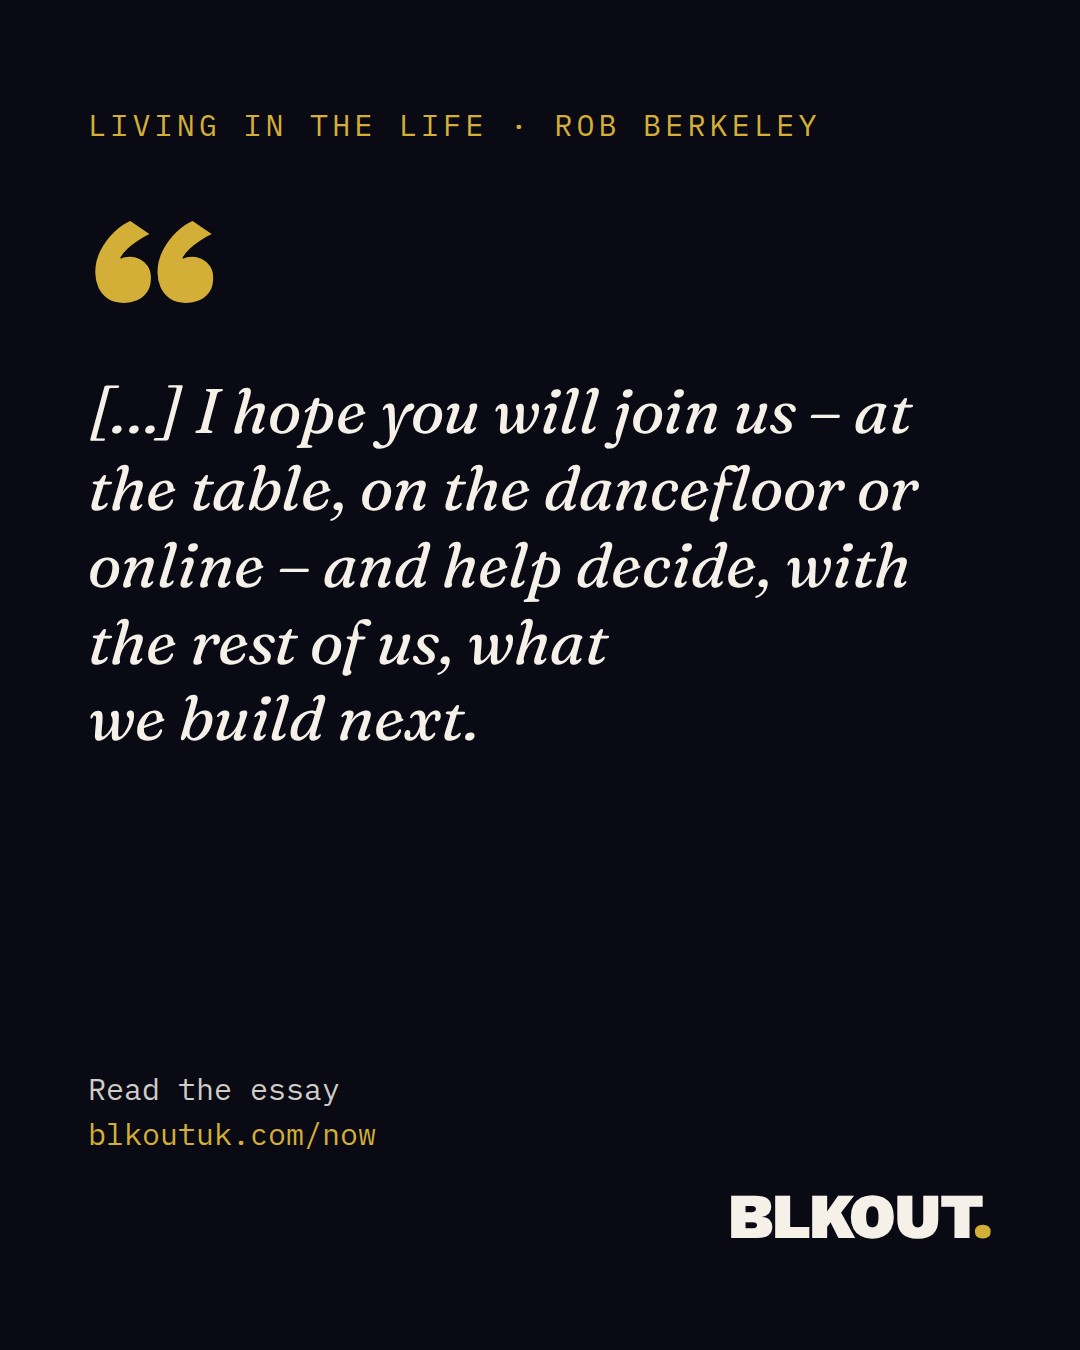 LIVING IN THE LIFE · ROB BERKELEY
“
[...] I hope you will join us – at
the table, on the dancefloor or
online – and help decide, with
the rest of us, what
we build next.
Read the essay
blkoutuk.com/now
BLKOUT.